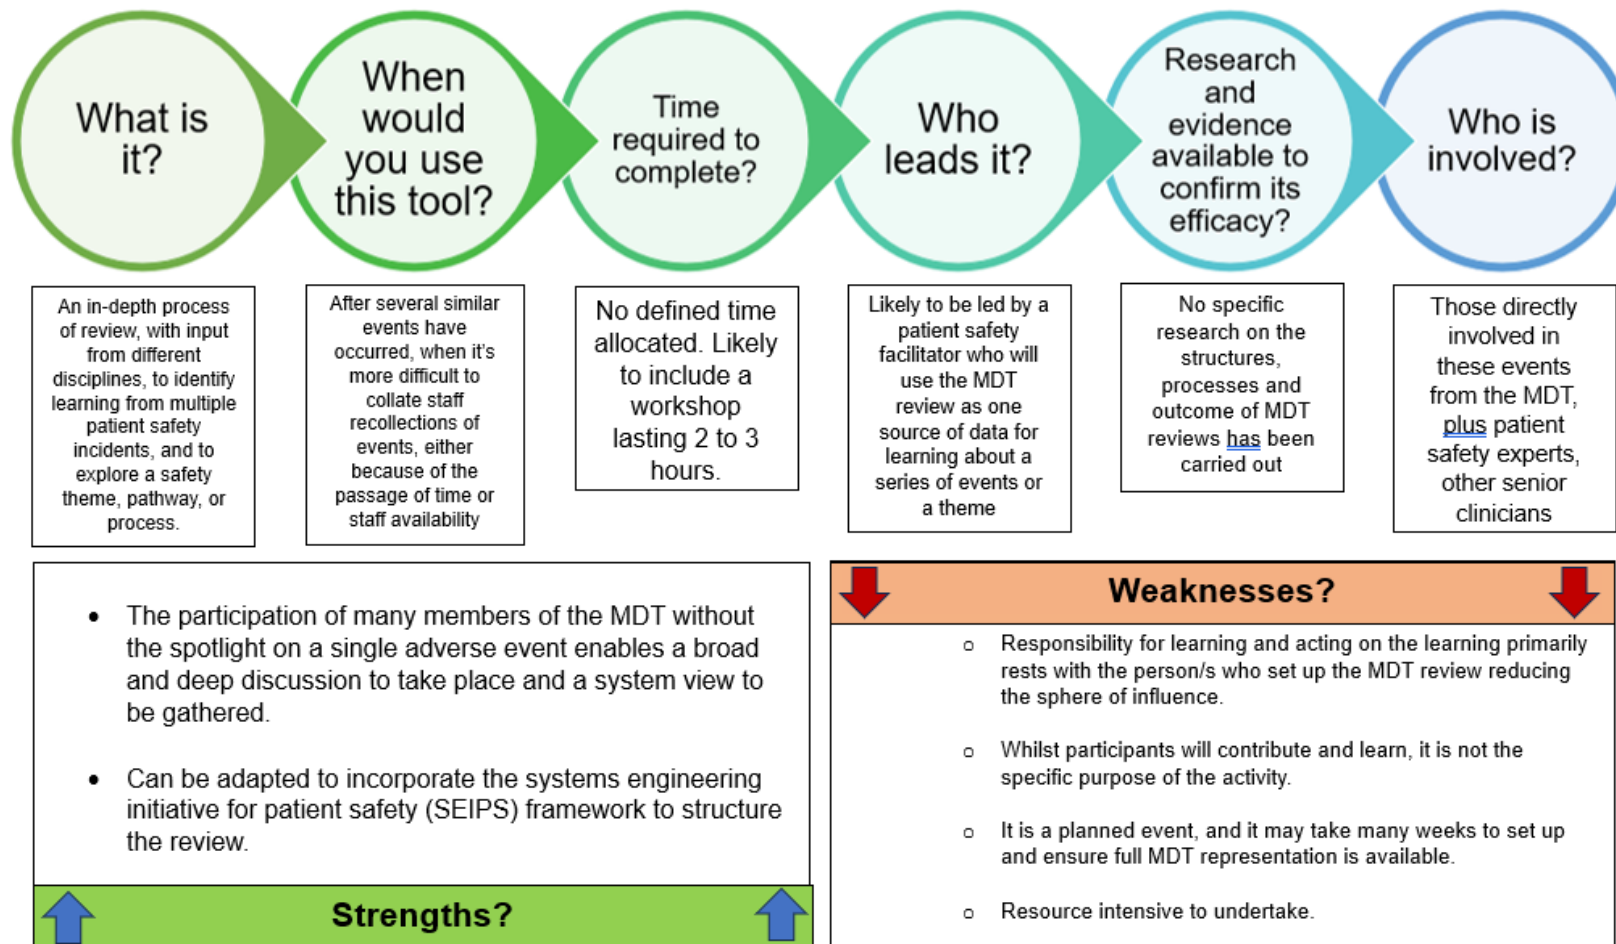 What is
it?
When
would
you use
this tool?
Time
required to
complete?
Who
leads it?
Research
and
evidence
available to
confirm its
efficacy?
Who is
involved?
An in-depth process
of review, with input
from different
disciplines, to identify
learning from multiple
patient safety
incidents, and to
explore a safety
theme, pathway, or
process.
After several similar
events have
occurred, when it's
more difficult to
collate staff
recollections of
events, either
because of the
passage of time or
staff availability
No defined time
allocated. Likely
to include a
workshop
lasting 2 to 3
hours.
Likely to be led by a
patient safety
facilitator who will
use the MDT
review as one
source of data for
learning about a
series of events or
a theme
No specific
research on the
structures,
processes and
outcome of MDT
reviews has been
carried out
Those directly
involved in
these events
from the MDT,
plus patient
safety experts,
other senior
clinicians
• The participation of many members of the MDT without
the spotlight on a single adverse event enables a broad
and deep discussion to take place and a system view to
be gathered.
• Can be adapted to incorporate the systems engineering
initiative for patient safety (SEIPS) framework to structure
the review.
Strengths?
Weaknesses?
o Responsibility for learning and acting on the learning primarily
rests with the person/s who set up the MDT review reducing
the sphere of influence.
o Whilst participants will contribute and learn, it is not the
specific purpose of the activity.
o It is a planned event, and it may take many weeks to set up
and ensure full MDT representation is available.
o Resource intensive to undertake.